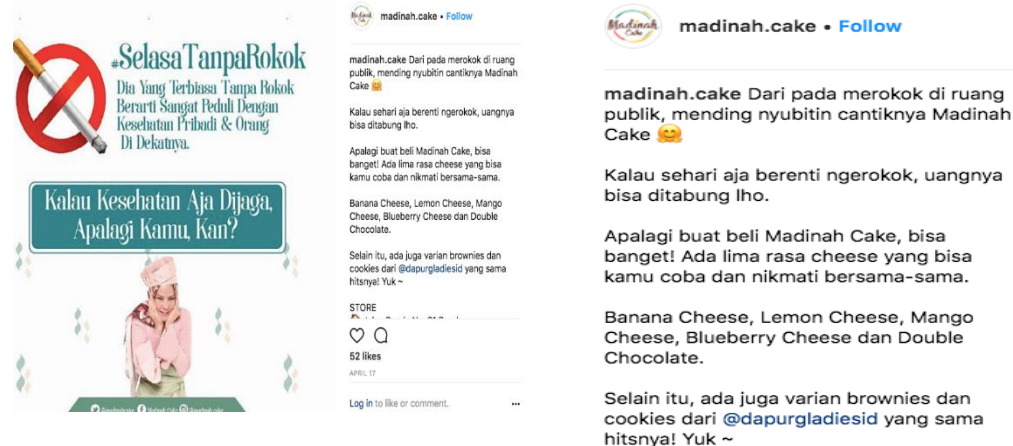 #SelasaTanpaRokok
Dia Yang Terbiasa Tanpa Rokok
Berarti Sangat Peduli Dengan
Kesehatan Pribadi & Orang
Di Dekatnya.
Kalau Kesehatan Aja Dijaga,
Apalagi Kamu, Kan?
Madinah Cake
madinah.cake • Follow
madinah.cake Dari pada merokok di ruang
publik, mending nyubitin cantiknya Madinah
Cake 🤗
Kalau sehari aja berenti ngerokok, uangnya
bisa ditabung lho.
Apalagi buat beli Madinah Cake, bisa
banget! Ada lima rasa cheese yang bisa
kamu coba dan nikmati bersama-sama.
Banana Cheese, Lemon Cheese, Mango
Cheese, Blueberry Cheese dan Double
Chocolate.
Selain itu, ada juga varian brownies dan
cookies dari @dapurgladiesid yang sama
hitsnya! Yuk ~
STORE
52 likes
APRIL 17
Log in to like or comment.
Madinah
Cake
madinah.cake • Follow
madinah.cake Dari pada merokok di ruang
publik, mending nyubitin cantiknya Madinah
Cake 🤗
Kalau sehari aja berenti ngerokok, uangnya
bisa ditabung lho.
Apalagi buat beli Madinah Cake, bisa
banget! Ada lima rasa cheese yang bisa
kamu coba dan nikmati bersama-sama.
Banana Cheese, Lemon Cheese, Mango
Cheese, Blueberry Cheese dan Double
Chocolate.
Selain itu, ada juga varian brownies dan
cookies dari @dapurgladiesid yang sama
hitsnya! Yuk ~